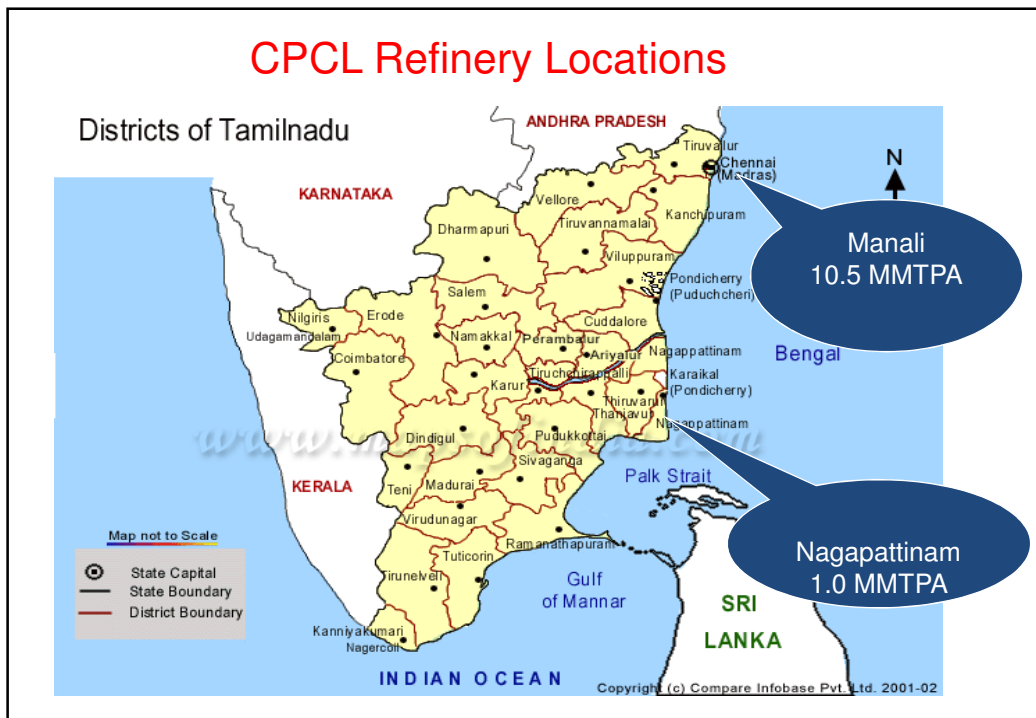 CPCL Refinery Locations
Districts of Tamilnadu
ANDHRA PRADESH
KARNATAKA
KERALA
Tiruvallur
Chennai
(Madras)
N
Vellore
Kanchipuram
Tiruvannamalai
Dharmapuri
Viluppuram
Manali
10.5 MMTPA
Pondicherry
(Puduchcheri)
Salem
Nilgiris
Erode
Udagamandalam
Cuddalore
Namakkal
Perambalur
Ariyalur
Nagappattinam
Bengal
Coimbatore
Tiruchchirappalli
Karaikal
(Pondicherry)
Karur
Thiruvarur
Thanjavur
Nagappattinam
Dindigul
Pudukkottai
www.mapsofindia.com
Sivaganga
Palk Strait
Teni
Madurai
Virudunagar
Ramanathapuram
Nagapattinam
1.0 MMTPA
Map not to Scale
State Capital
State Boundary
District Boundary
Tuticorin
Tirunelveli
Gulf
of Mannar
SRI
LANKA
Kanniyakumari
Nagercoil
INDIAN OCEAN
Copyright (c) Compare Infobase Pvt. Ltd. 2001-02